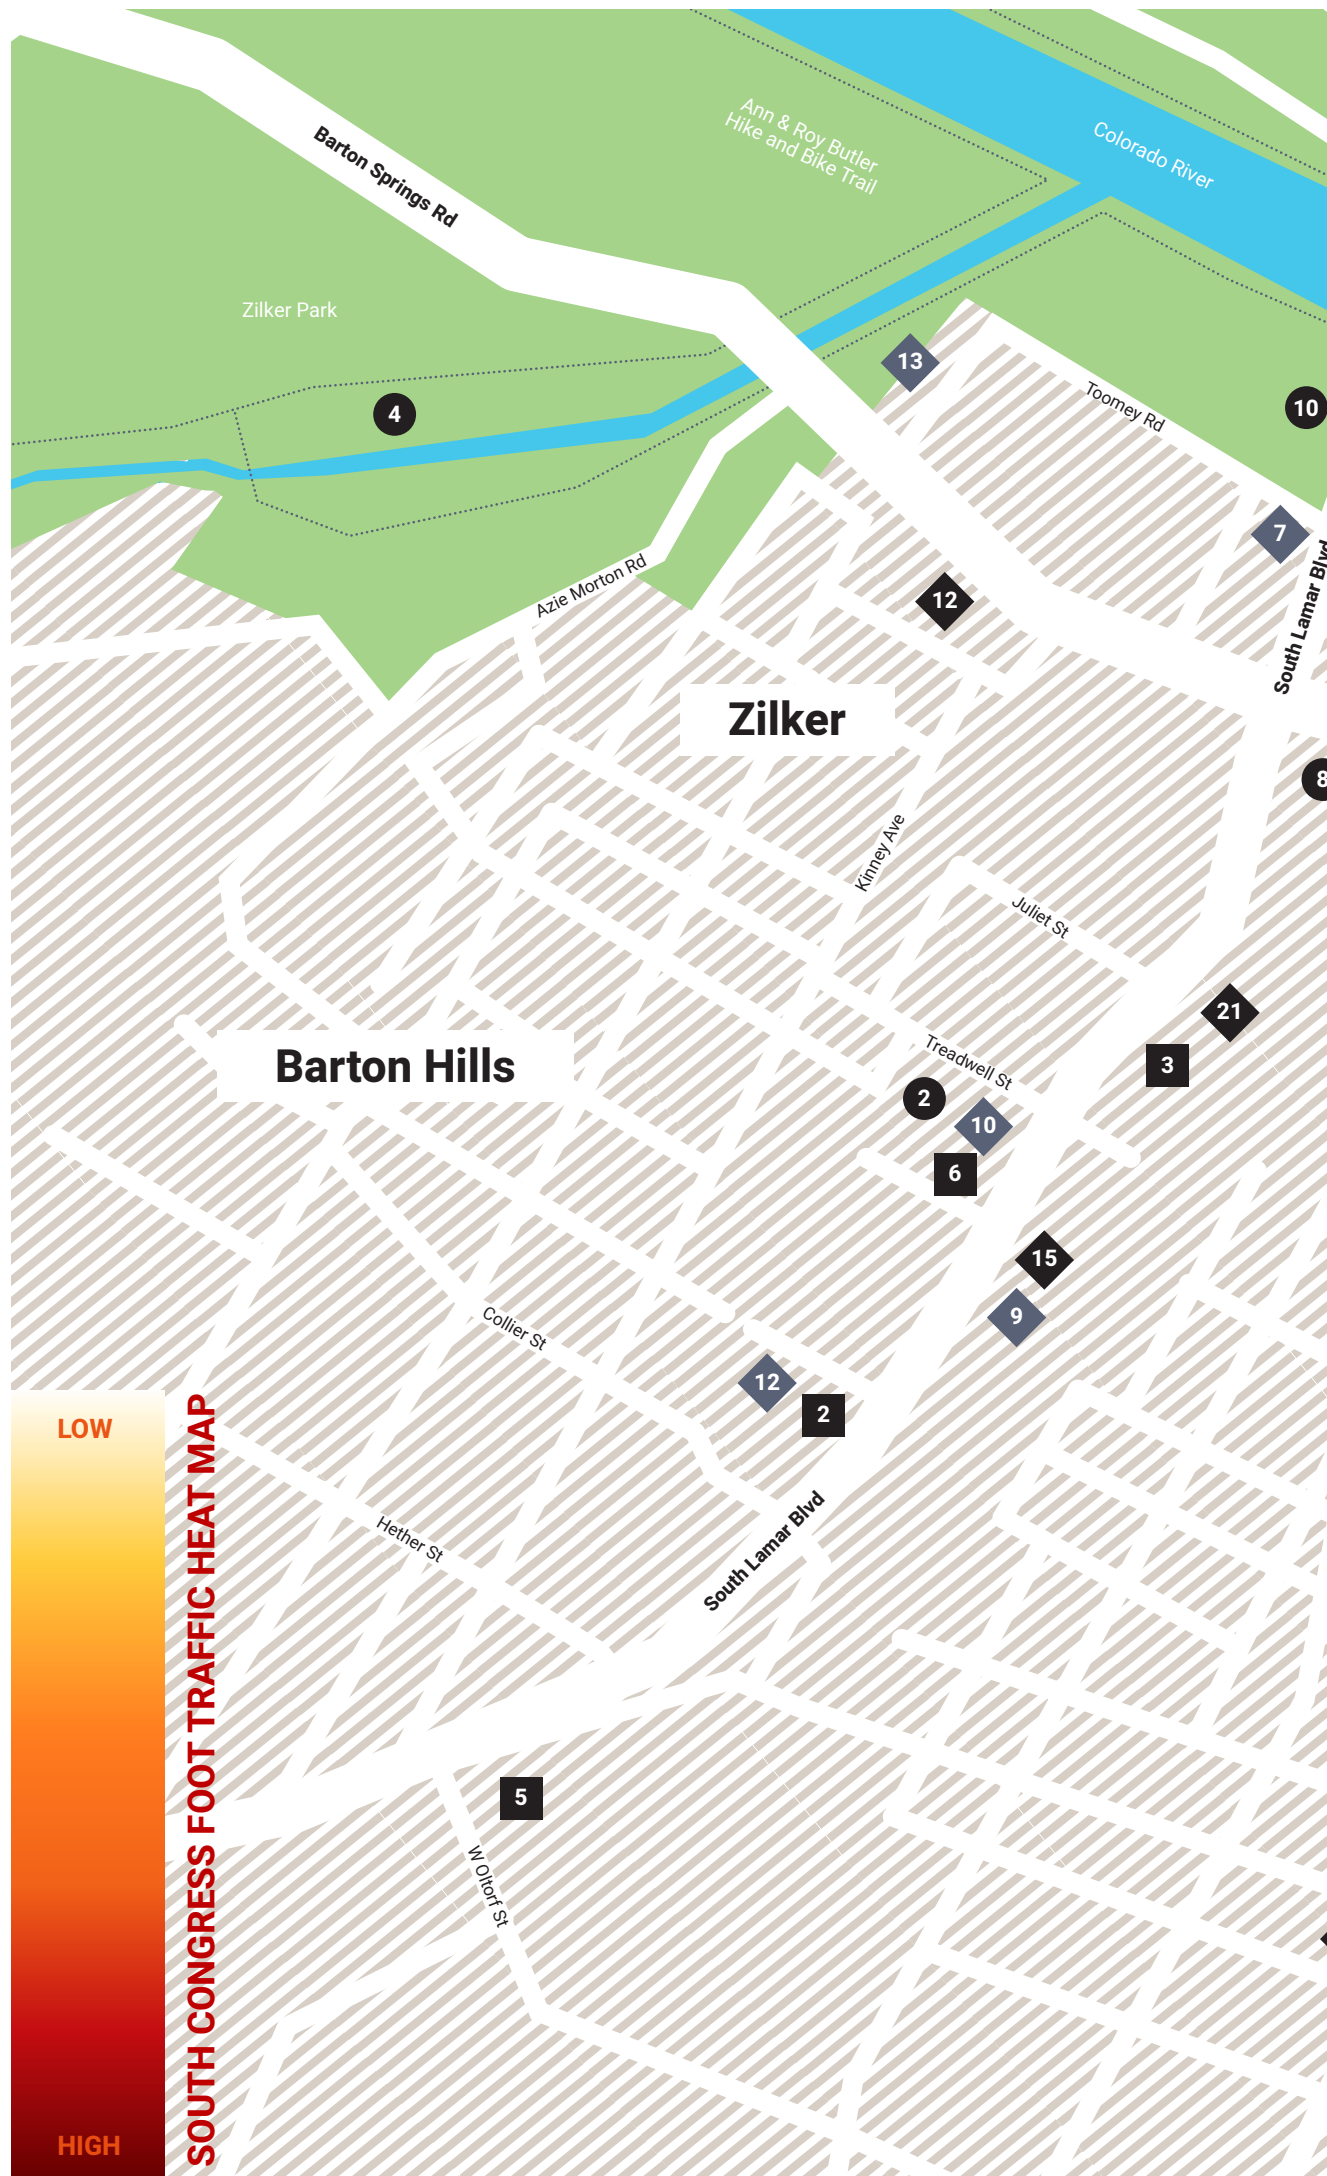 Ann & Roy Butler
Hike and Bike Trail
Colorado River
Barton Springs Rd
Zilker Park
13
4
Toomey Rd
10
7
Azie Morton Rd
12
South Lamar Blvd
Zilker
8
Kinney Ave
Juliet St
21
Treadwell St
3
Barton Hills
2
10
6
15
9
Collier St
12
2
LOW
SOUTH CONGRESS FOOT TRAFFIC HEAT MAP
Hether St
South Lamar Blvd
5
W Oltorf St
HIGH